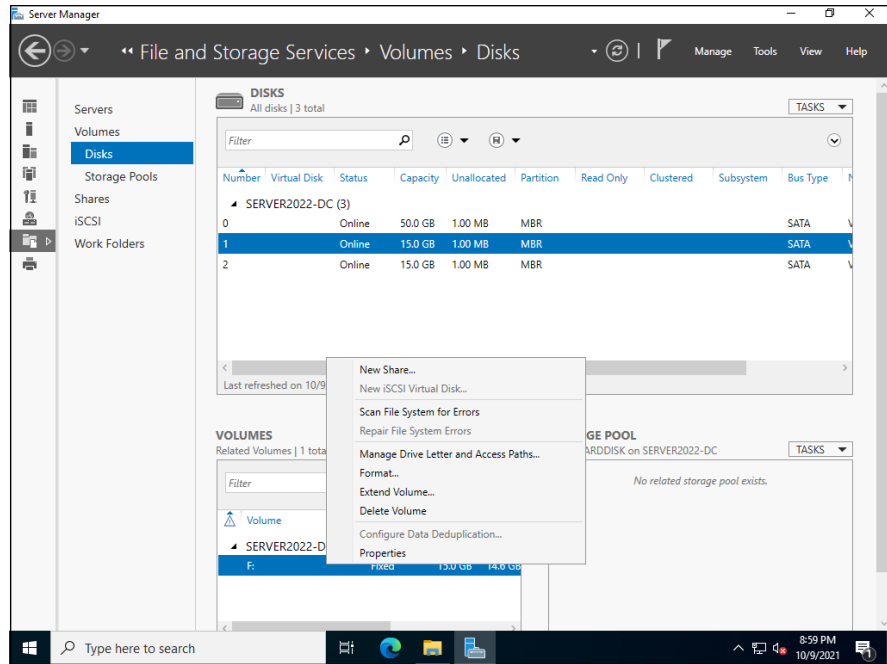 Server Manager
File and Storage Services Volumes Disks
Manage Tools View Help
Servers
Volumes
Disks
Storage Pools
Shares
iSCSI
Work Folders
DISKS
All disks | 3 total
TASKS
Filter
Number Virtual Disk Status Capacity Unallocated Partition Read Only Clustered Subsystem Bus Type N
SERVER2022-DC (3)
0 Online 50.0 GB 1.00 MB MBR SATA V
1 Online 15.0 GB 1.00 MB MBR SATA V
2 Online 15.0 GB 1.00 MB MBR SATA V
Last refreshed on 10/9
New Share...
New iSCSI Virtual Disk...
Scan File System for Errors
Repair File System Errors
Manage Drive Letter and Access Paths...
Format...
Extend Volume...
Delete Volume
Configure Data Deduplication...
Properties
VOLUMES
Related Volumes | 1 tota
Filter
Volume
SERVER2022-D
F: Fixed 15.0 GB 14.6 GB
GE POOL
ARDDISK on SERVER2022-DC
TASKS
No related storage pool exists.
Type here to search
8:59 PM
10/9/2021
1